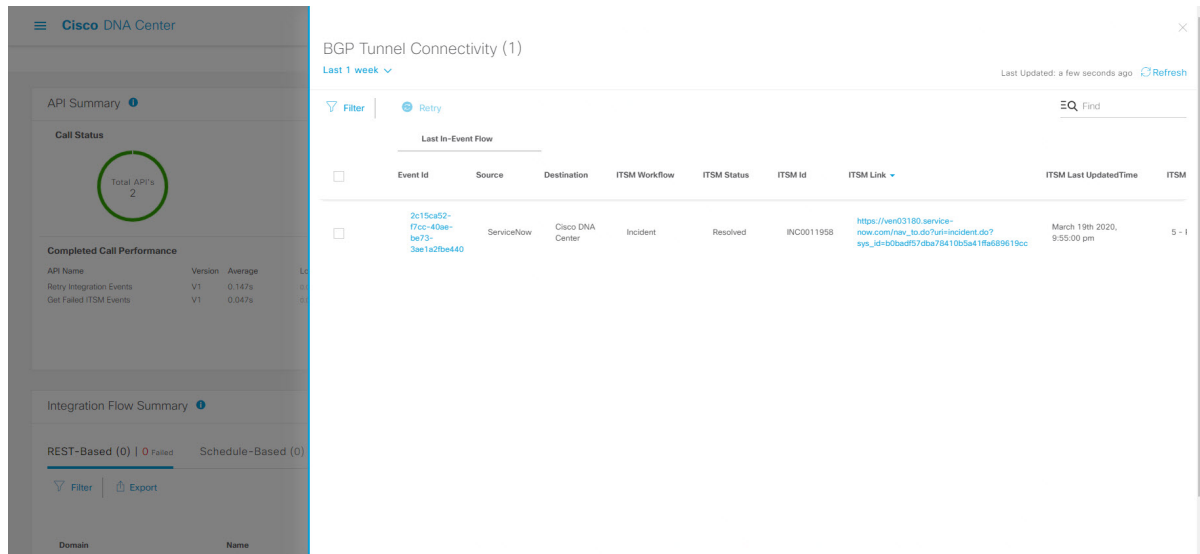 Cisco DNA Center
API Summary
Call Status
Total API's
2
Completed Call Performance
API Name Version Average
Retry Integration Events V1 0.147s
Get Failed ITSM Events V1 0.047s
Integration Flow Summary
REST-Based (0) | 0 Failed Schedule-Based (0)
Filter Export
Domain Name
BGP Tunnel Connectivity (1)
Last 1 week
Last Updated: a few seconds ago Refresh
Filter Retry Find
Last In-Event Flow
Event Id Source Destination ITSM Workflow ITSM Status ITSM Id ITSM Link ITSM Last UpdatedTime ITSM
2c15ca52-
f7cc-40ae-
be73-
3ae1a2fbe440
ServiceNow
Cisco DNA
Center
Incident
Resolved
INC0011958
https://ven03180.service-
now.com/nav_to.do?uri=incident.do?
sys_id=b0badf57dba78410b5a41ffa689619cc
March 19th 2020,
9:55:00 pm
5 -